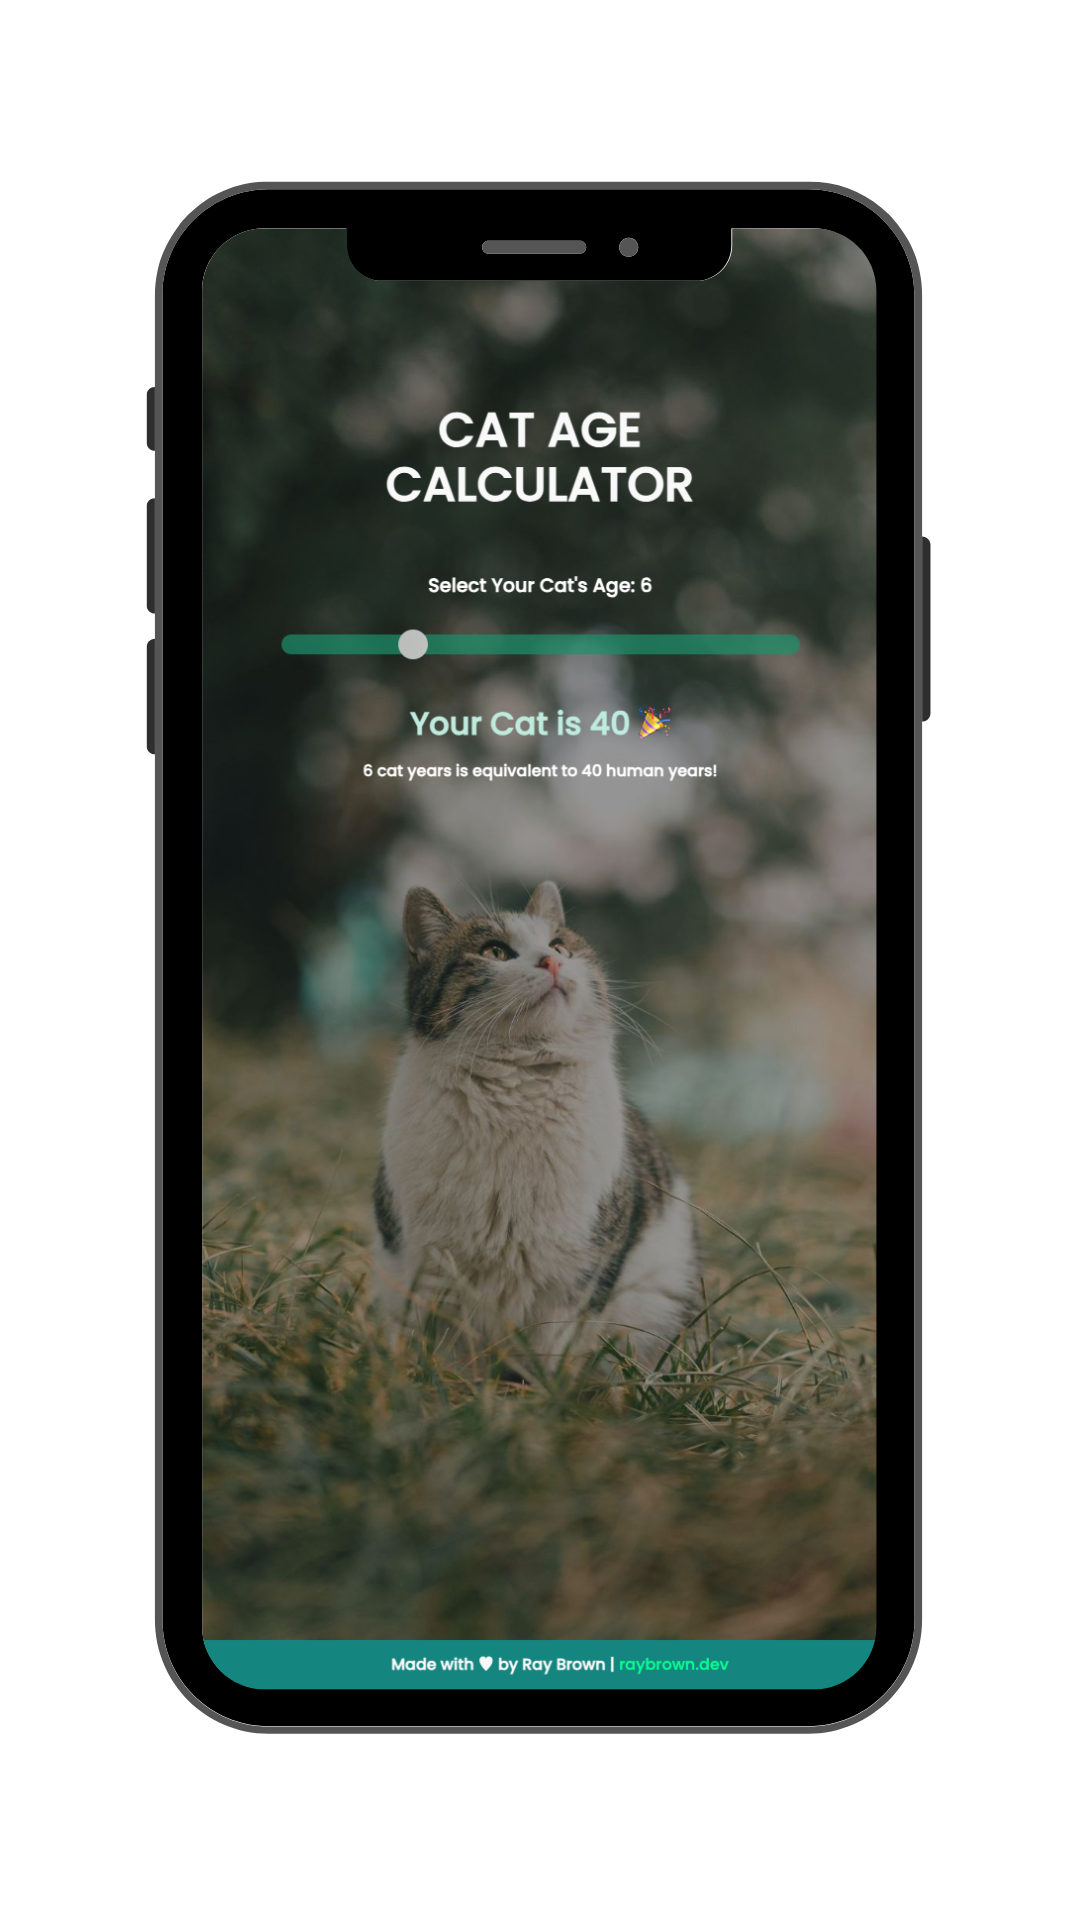 CAT AGE
CALCULATOR
Select Your Cat's Age: 6
Your Cat is 40 🎉
6 cat years is equivalent to 40 human years!
Made with ♥ by Ray Brown | raybrown.dev